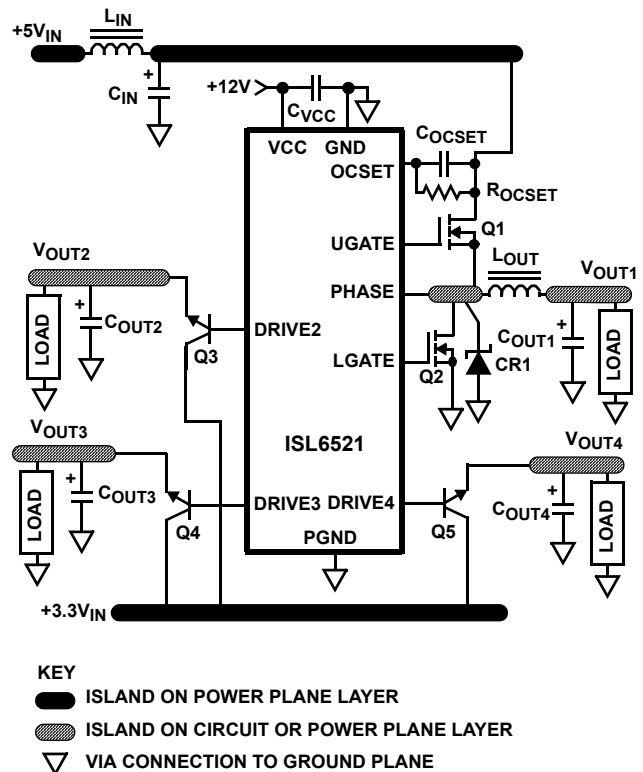 +5VIN
LIN
+
CIN
+12V
CVCC
VCC
GND
OCSET
COCSET
ROCSET
UGATE
Q1
LOUT
VOUT1
PHASE
VOUT2
LOAD
+
COUT2
Q3
DRIVE2
LGATE
Q2
CR1
COUT1
+
LOAD
ISL6521
VOUT3
LOAD
+
COUT3
Q4
DRIVE3
DRIVE4
Q5
VOUT4
COUT4
+
LOAD
PGND
+3.3VIN
KEY
ISLAND ON POWER PLANE LAYER
ISLAND ON CIRCUIT OR POWER PLANE LAYER
VIA CONNECTION TO GROUND PLANE